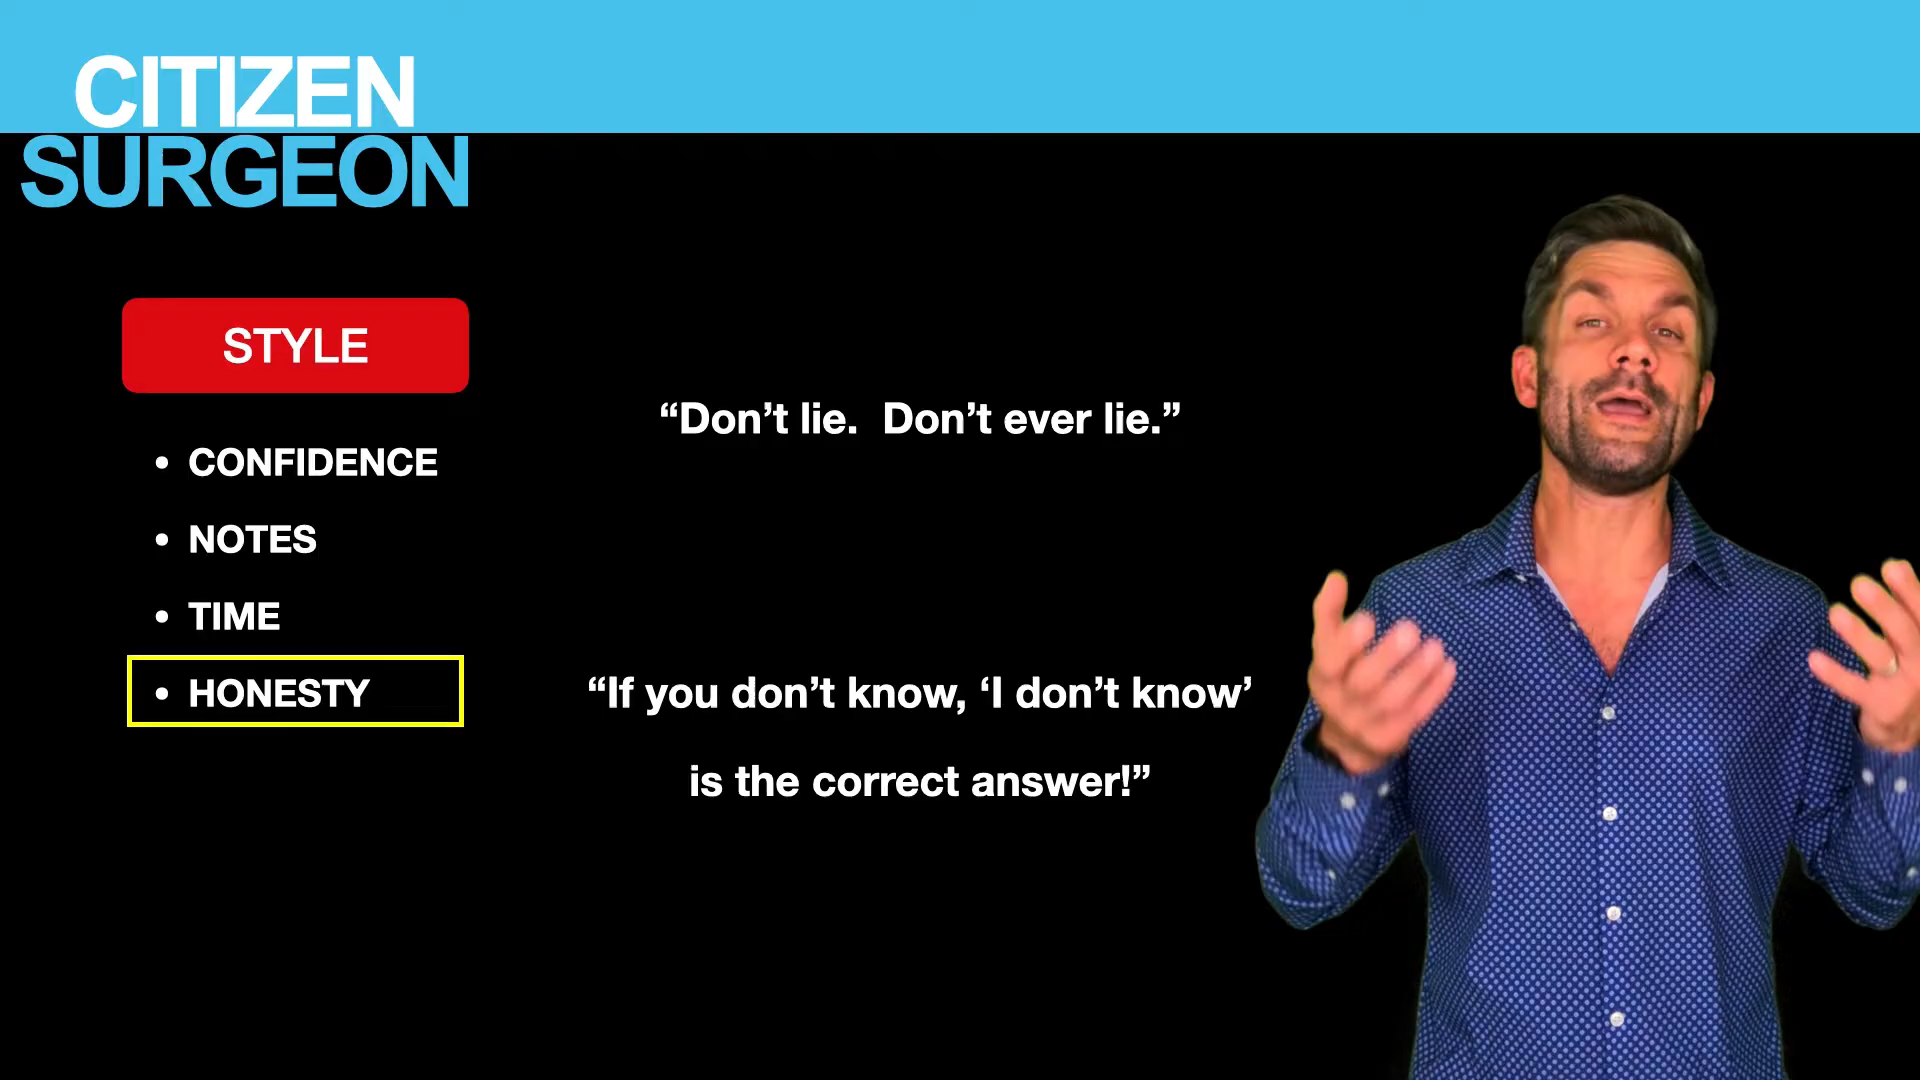 CITIZEN
SURGEON
STYLE
• CONFIDENCE
• NOTES
• TIME
• HONESTY
“Don’t lie.  Don’t ever lie.”
“If you don’t know, ‘I don’t know’
is the correct answer!”